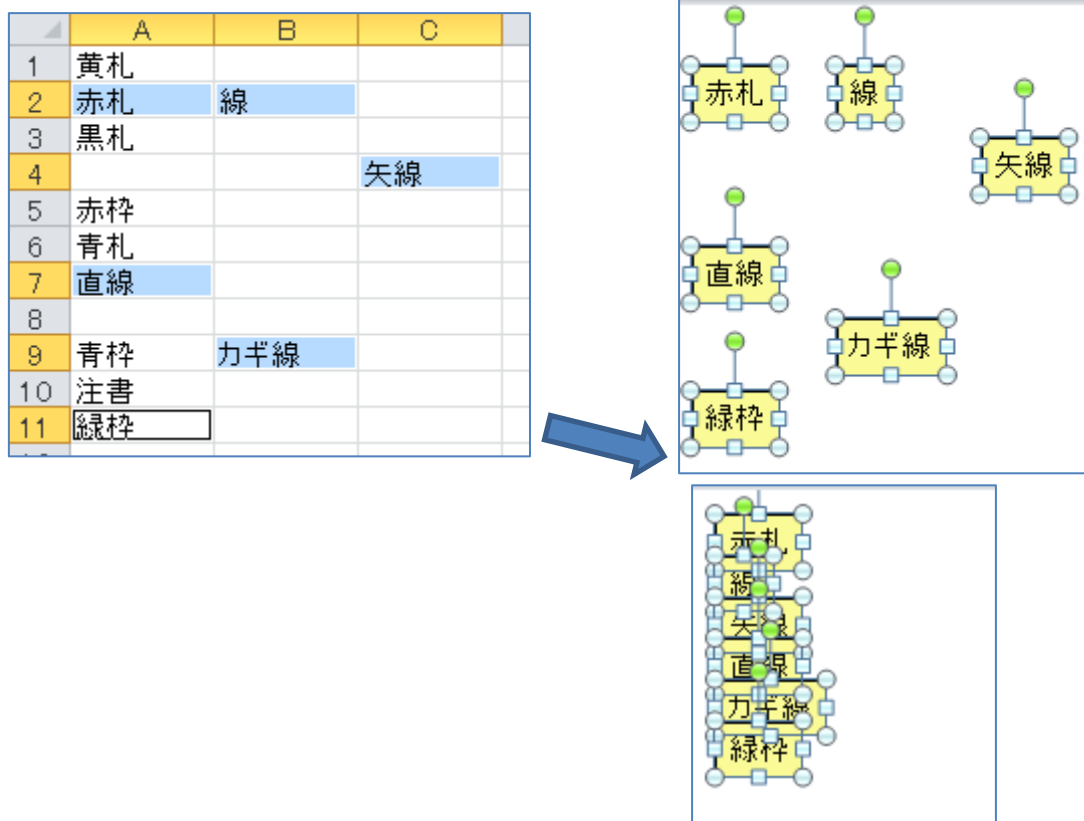 A B C
1 黄札
2 赤札 線
3 黒札
4 矢線
5 赤枠
6 青札
7 直線
8
9 青枠 カギ線
10 注書
11 緑枠
赤札 線
矢線
直線
カギ線
緑枠
赤札
線
矢線
直線
カギ線
緑枠